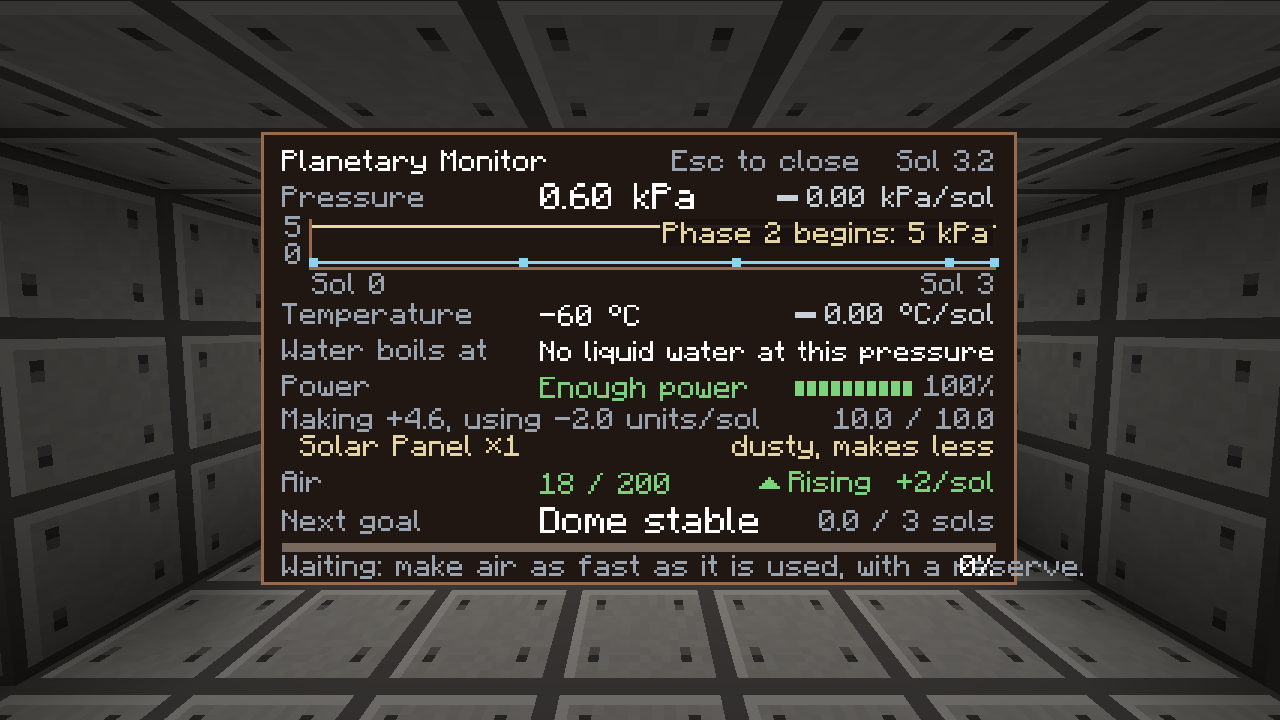 Planetary Monitor Esc to close Sol 3.2
Pressure 0.60 kPa 0.00 kPa/sol
5 Phase 2 begins: 5 kPa
0
Sol 0 Sol 3
Temperature -60 °C 0.00 °C/sol
Water boils at No liquid water at this pressure
Power Enough power 100%
Making +4.6, using -2.0 units/sol 10.0 / 10.0
Solar Panel ×1 dusty, makes less
Air 18 / 200 Rising +2/sol
Next goal Dome stable 0.0 / 3 sols
Waiting: make air as fast as it is used, with a reserve. 0%